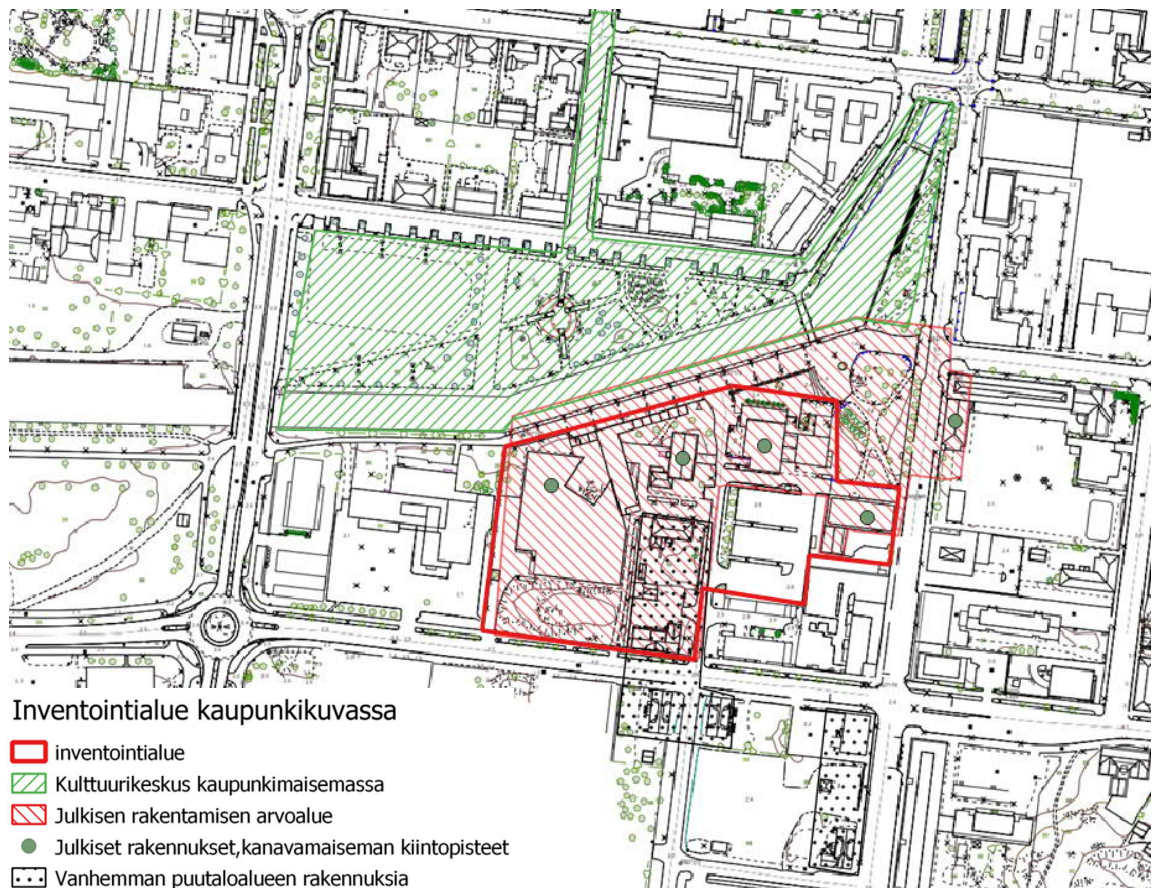 Inventointialue kaupunkikuvassa
inventointialue
Kulttuurikeskus kaupunkimaisemassa
Julkisen rakentamisen arvoalue
Julkiset rakennukset,kanavamaiseman kiintopisteet
Vanhemman puutaloalueen rakennuksia